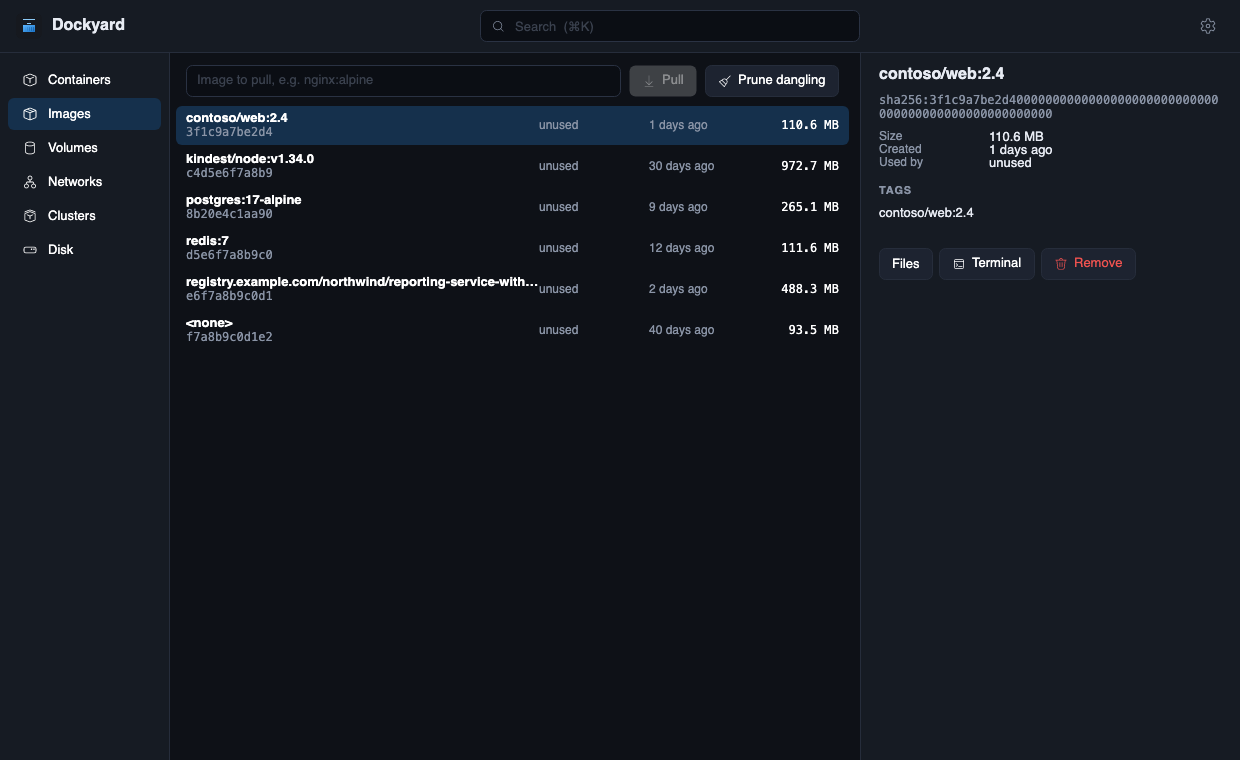 Dockyard
Search (⌘K)
Containers
Images
Volumes
Networks
Clusters
Disk
Image to pull, e.g. nginx:alpine
Pull
Prune dangling
contoso/web:2.4
3f1c9a7be2d4
unused
1 days ago
110.6 MB
kindest/node:v1.34.0
c4d5e6f7a8b9
unused
30 days ago
972.7 MB
postgres:17-alpine
8b20e4c1aa90
unused
9 days ago
265.1 MB
redis:7
d5e6f7a8b9c0
unused
12 days ago
111.6 MB
registry.example.com/northwind/reporting-service-with...
e6f7a8b9c0d1
unused
2 days ago
488.3 MB
<none>
f7a8b9c0d1e2
unused
40 days ago
93.5 MB
contoso/web:2.4
sha256:3f1c9a7be2d4000000000000000000000000000
000000000000000000000000
Size 110.6 MB
Created 1 days ago
Used by unused
TAGS
contoso/web:2.4
Files
Terminal
Remove